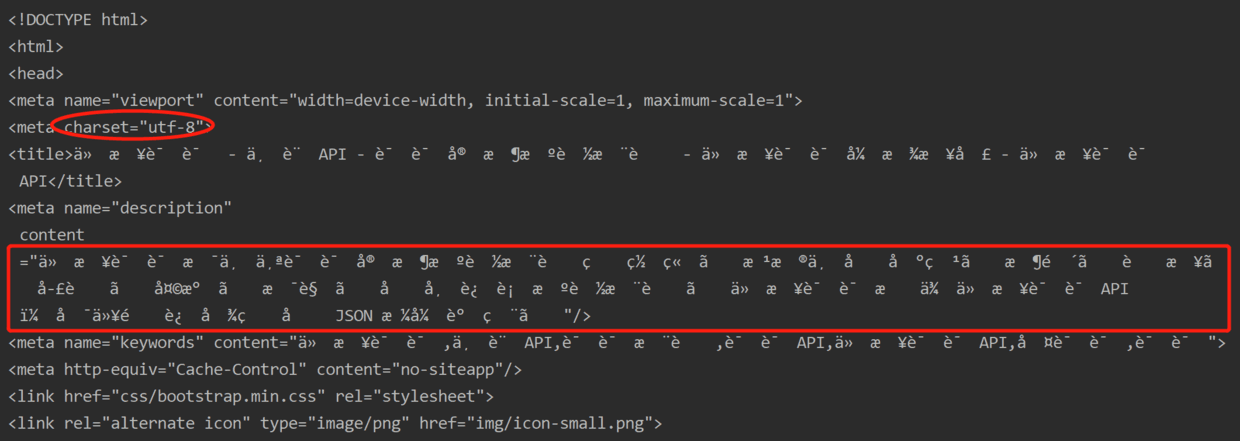 <!DOCTYPE html>
<html>
<head>
<meta name="viewport" content="width=device-width, initial-scale=1, maximum-scale=1">
<meta charset="utf-8">
<title>ä» æ ¥è¯ è¯ - ä¸ è¨ API - è¯ è¯ å® æ ¶æ ºè ½æ ¨è - ä» æ ¥è¯ è¯ å¼ æ ¾æ ¥å £ - ä» æ ¥è¯ è¯
API</title>
<meta name="description"
content
="ä» æ ¥è¯ è¯ æ ¯ä¸ ä¸ªè¯ è¯ å® æ ¶æ ºè ½æ ¨è ç ç½ ç« ã æ ¹æ ®ä¸ å å °ç ¹ã æ ¶é ´ã è æ ¥ã
å­£è ã å¤©æ° ã æ ¯è§ ã å å¸ è¿ è¡ æ ºè ½æ ¨è ã ä» æ ¥è¯ è¯ æ ä¾ ä» æ ¥è¯ è¯ API
ï¼ å ¯ä»¥é è¿ å ¾ç å JSON æ ¼å¼ èº ç ¨ã "/>
<meta name="keywords" content="ä» æ ¥è¯ è¯ ,ä¸ è¨ API,è¯ è¯ æ ¨è ,è¯ è¯ API,ä» æ ¥è¯ è¯ API,å ¤è¯ è¯ ,è¯ è¯ ">
<meta http-equiv="Cache-Control" content="no-siteapp"/>
<link href="css/bootstrap.min.css" rel="stylesheet">
<link rel="alternate icon" type="image/png" href="img/icon-small.png">